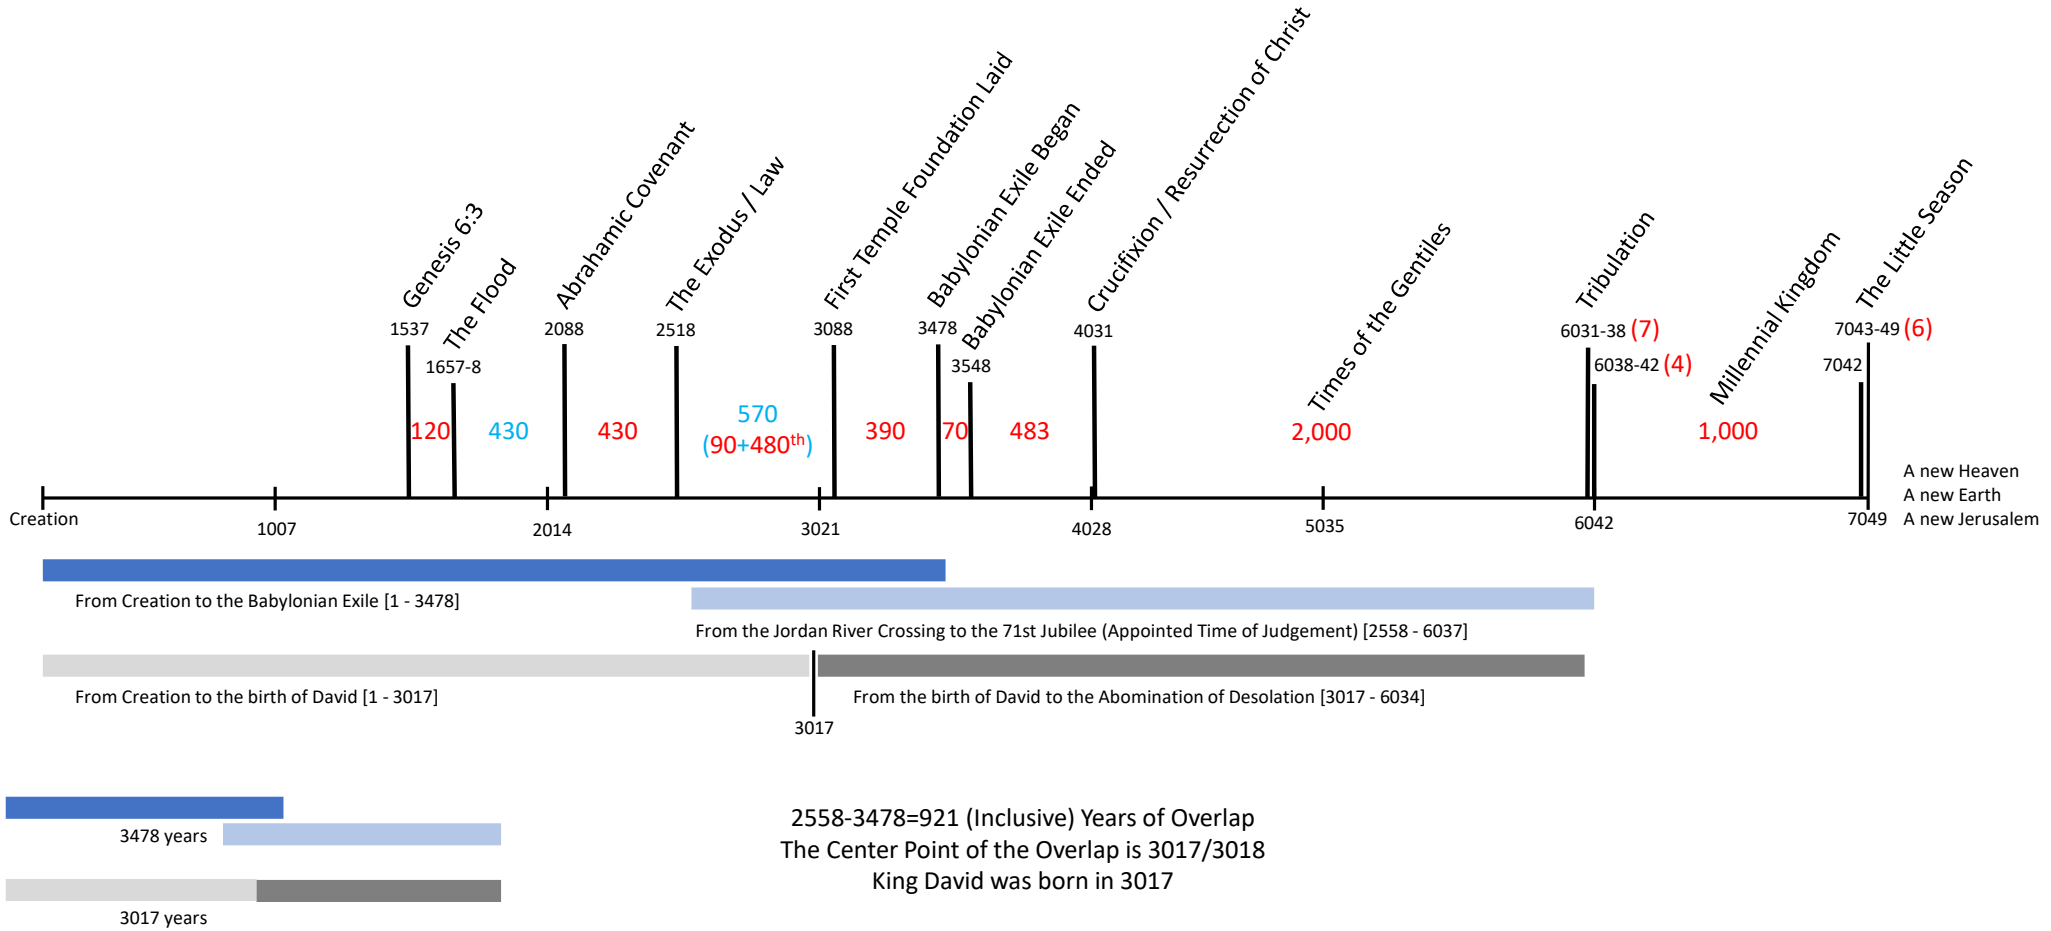 Genesis 6:3
The Flood
Abrahamic Covenant
The Exodus / Law
First Temple Foundation Laid
Babylonian Exile Began
Babylonian Exile Ended
Crucifixion / Resurrection of Christ
Times of the Gentiles
Tribulation
Millennial Kingdom
The Little Season
1537
1657-8
2088
2518
3088
3478
3548
4031
6031-38 (7)
6038-42 (4)
7043-49 (6)
7042
120
430
430
570
(90+480th)
390
70
483
2,000
1,000
A new Heaven
A new Earth
A new Jerusalem
Creation
1007
2014
3021
4028
5035
6042
7049
From Creation to the Babylonian Exile [1 - 3478]
From the Jordan River Crossing to the 71st Jubilee (Appointed Time of Judgement) [2558 - 6037]
From Creation to the birth of David [1 - 3017]
From the birth of David to the Abomination of Desolation [3017 - 6034]
3017
3478 years
3017 years
2558-3478=921 (Inclusive) Years of Overlap
The Center Point of the Overlap is 3017/3018
King David was born in 3017